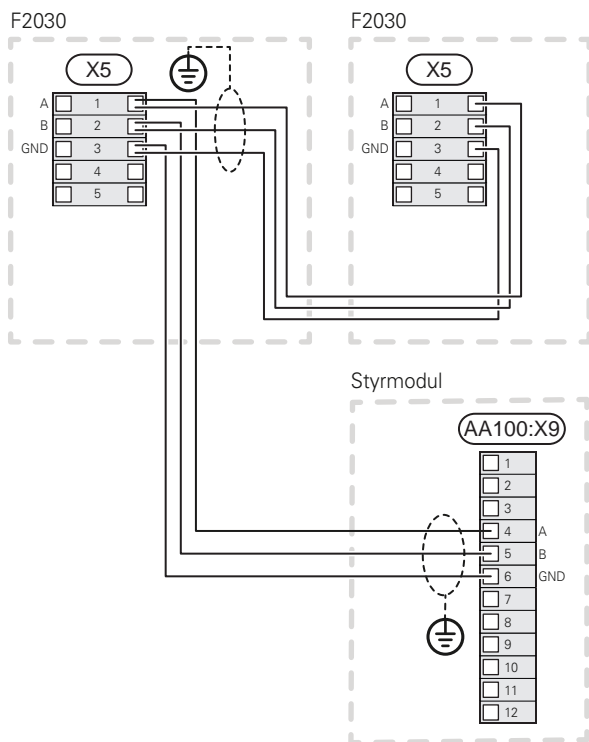 F2030
X5
A 1
B 2
GND 3
4
5
F2030
X5
A 1
B 2
GND 3
4
5
Styrmodul
AA100:X9
1
2
3
4 A
5 B
6 GND
7
8
9
10
11
12